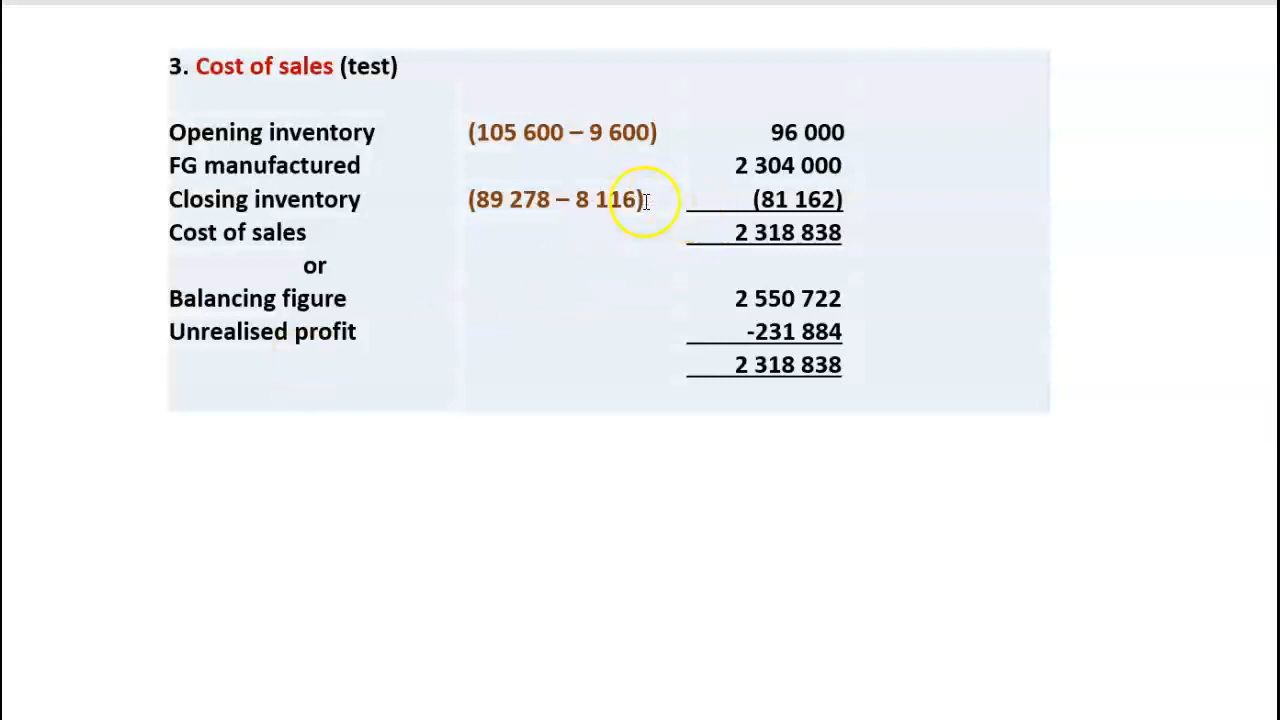 3. Cost of sales (test)
Opening inventory (105 600 – 9 600) 96 000
FG manufactured 2 304 000
Closing inventory (89 278 – 8 116) (81 162)
Cost of sales 2 318 838
or
Balancing figure 2 550 722
Unrealised profit -231 884
2 318 838